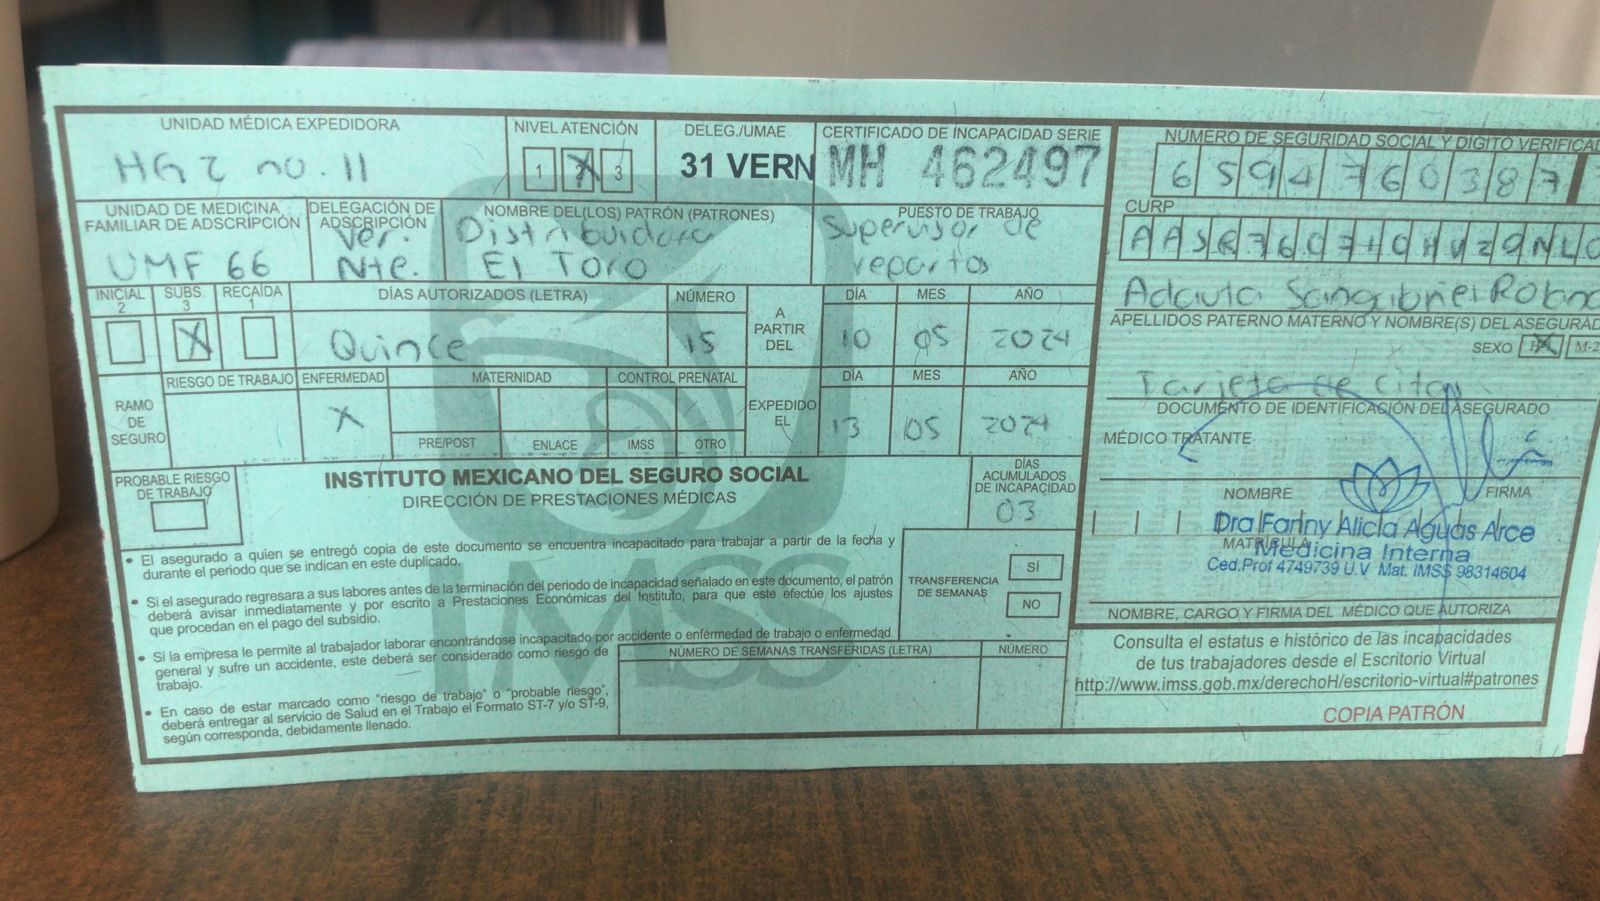 UNIDAD MÉDICA EXPEDIDORA
HGZ no. 11
NIVEL ATENCIÓN
1 2 3
DELEG./UMAE
31 VERN
CERTIFICADO DE INCAPACIDAD SERIE
MH 462497
NÚMERO DE SEGURIDAD SOCIAL Y DÍGITO VERIFICA
6594760387
UNIDAD DE MEDICINA FAMILIAR DE ADSCRIPCIÓN
UMF 66
DELEGACIÓN DE ADSCRIPCIÓN
Ver. Nte.
NOMBRE DEL(LOS) PATRÓN (PATRONES)
Distribuidora
El Toro
PUESTO DE TRABAJO
Supervisor de
repartos
CURP
INICIAL 2
SUBS. 3
X
RECAÍDA 1
DÍAS AUTORIZADOS (LETRA)
Quince
NÚMERO
15
A PARTIR DEL
DÍA MES AÑO
10 05 2024
APELLIDOS PATERNO MATERNO Y NOMBRE(S) DEL ASEGURAD
SEXO
M-2
RAMO DE SEGURO
RIESGO DE TRABAJO
ENFERMEDAD
X
MATERNIDAD
PRE/POST ENLACE
CONTROL PRENATAL
IMSS OTRO
EXPEDIDO EL
DÍA MES AÑO
13 05 2024
Tarjeta de citas
DOCUMENTO DE IDENTIFICACIÓN DEL ASEGURADO
MÉDICO TRATANTE
NOMBRE FIRMA
MATRÍCULA
Dra Fanny Alicia Aguas Arce
Medicina Interna
Ced.Prof 4749739 U.V Mat. IMSS 98314604
NOMBRE, CARGO Y FIRMA DEL MÉDICO QUE AUTORIZA
PROBABLE RIESGO DE TRABAJO
INSTITUTO MEXICANO DEL SEGURO SOCIAL
DIRECCIÓN DE PRESTACIONES MÉDICAS
DÍAS ACUMULADOS DE INCAPACIDAD
03
• El asegurado a quien se entregó copia de este documento se encuentra incapacitado para trabajar a partir de la fecha y
durante el periodo que se indican en este duplicado.
• Si el asegurado regresara a sus labores antes de la terminación del periodo de incapacidad señalado en este documento, el patrón
deberá avisar inmediatamente y por escrito a Prestaciones Económicas del Instituto, para que este efectúe los ajustes
que procedan en el pago del subsidio.
• Si la empresa le permite al trabajador laborar encontrándose incapacitado por accidente o enfermedad de trabajo o enfermedad
general y sufre un accidente, este deberá ser considerado como riesgo de
trabajo.
• En caso de estar marcado como "riesgo de trabajo" o "probable riesgo",
deberá entregar al servicio de Salud en el Trabajo el Formato ST-7 y/o ST-9,
según corresponda, debidamente llenado.
TRANSFERENCIA DE SEMANAS
SÍ
NO
NÚMERO DE SEMANAS TRANSFERIDAS (LETRA)
NÚMERO
IMSS
Consulta el estatus e histórico de las incapacidades
de tus trabajadores desde el Escritorio Virtual
http://www.imss.gob.mx/derechoH/escritorio-virtual#patrones
COPIA PATRÓN